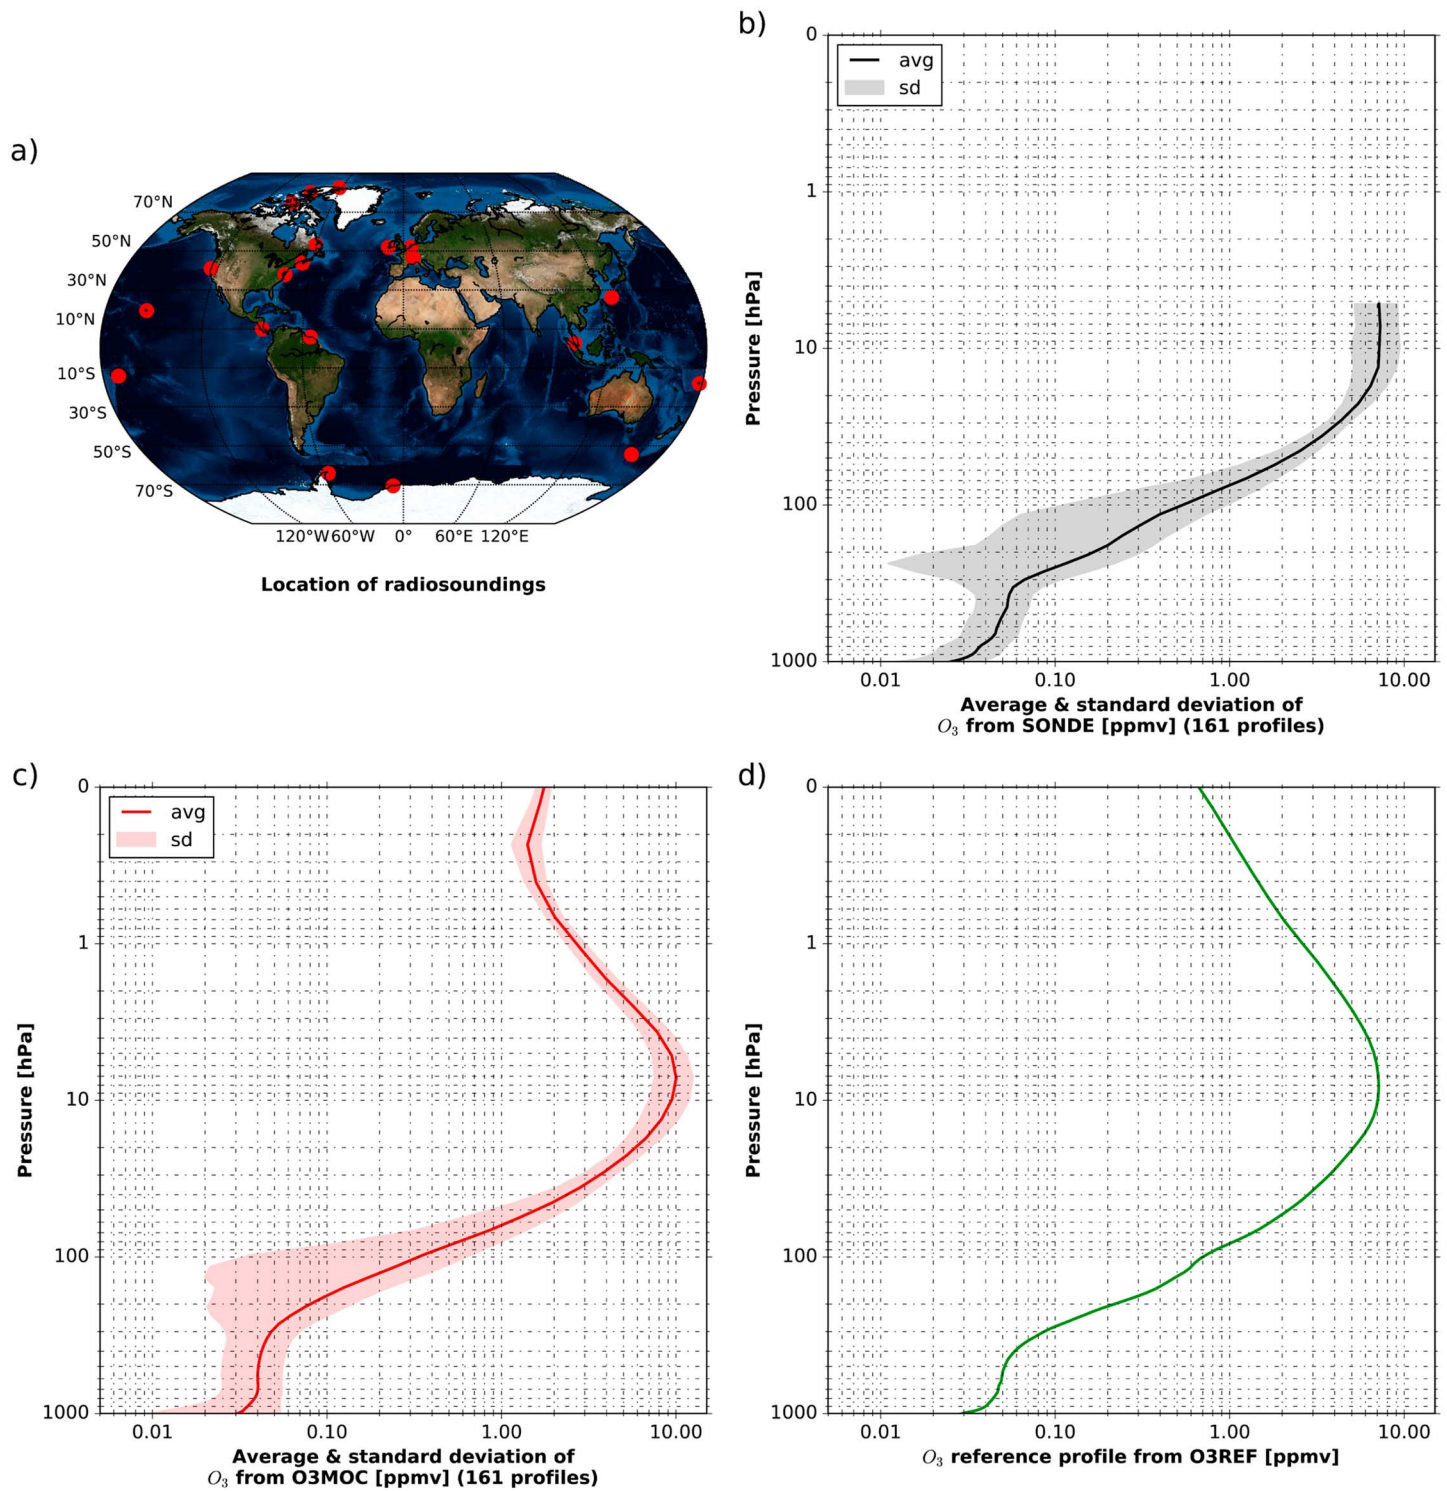 a)
70°N
50°N
30°N
10°N
10°S
30°S
50°S
70°S
120°W60°W 0° 60°E 120°E
Location of radiosoundings
b)
avg
sd
0
1
10
100
1000
Pressure [hPa]
0.01 0.10 1.00 10.00
Average & standard deviation of
O3 from SONDE [ppmv] (161 profiles)
c)
avg
sd
0
1
10
100
1000
Pressure [hPa]
0.01 0.10 1.00 10.00
Average & standard deviation of
O3 from O3MOC [ppmv] (161 profiles)
d)
0
1
10
100
1000
Pressure [hPa]
0.01 0.10 1.00 10.00
O3 reference profile from O3REF [ppmv]